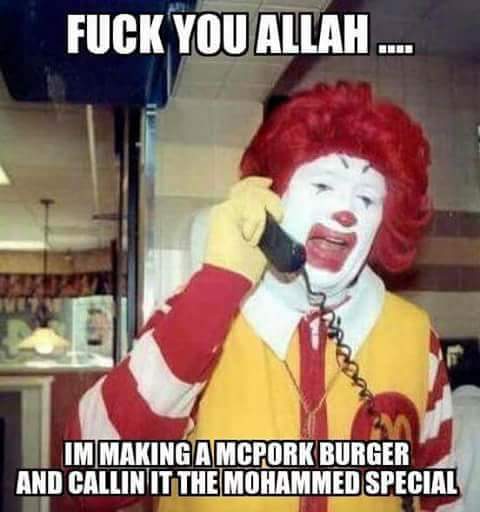 FUCK YOU ALLAH ....
IM MAKING A MCPORK BURGER
AND CALLIN IT THE MOHAMMED SPECIAL